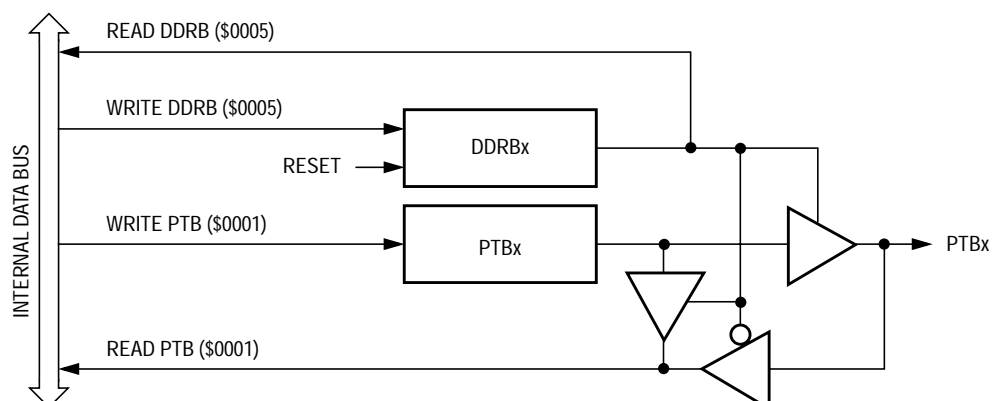 READ DDRB ($0005)
WRITE DDRB ($0005)
DDRBx
RESET
INTERNAL DATA BUS
WRITE PTB ($0001)
PTBx
PTBx
READ PTB ($0001)